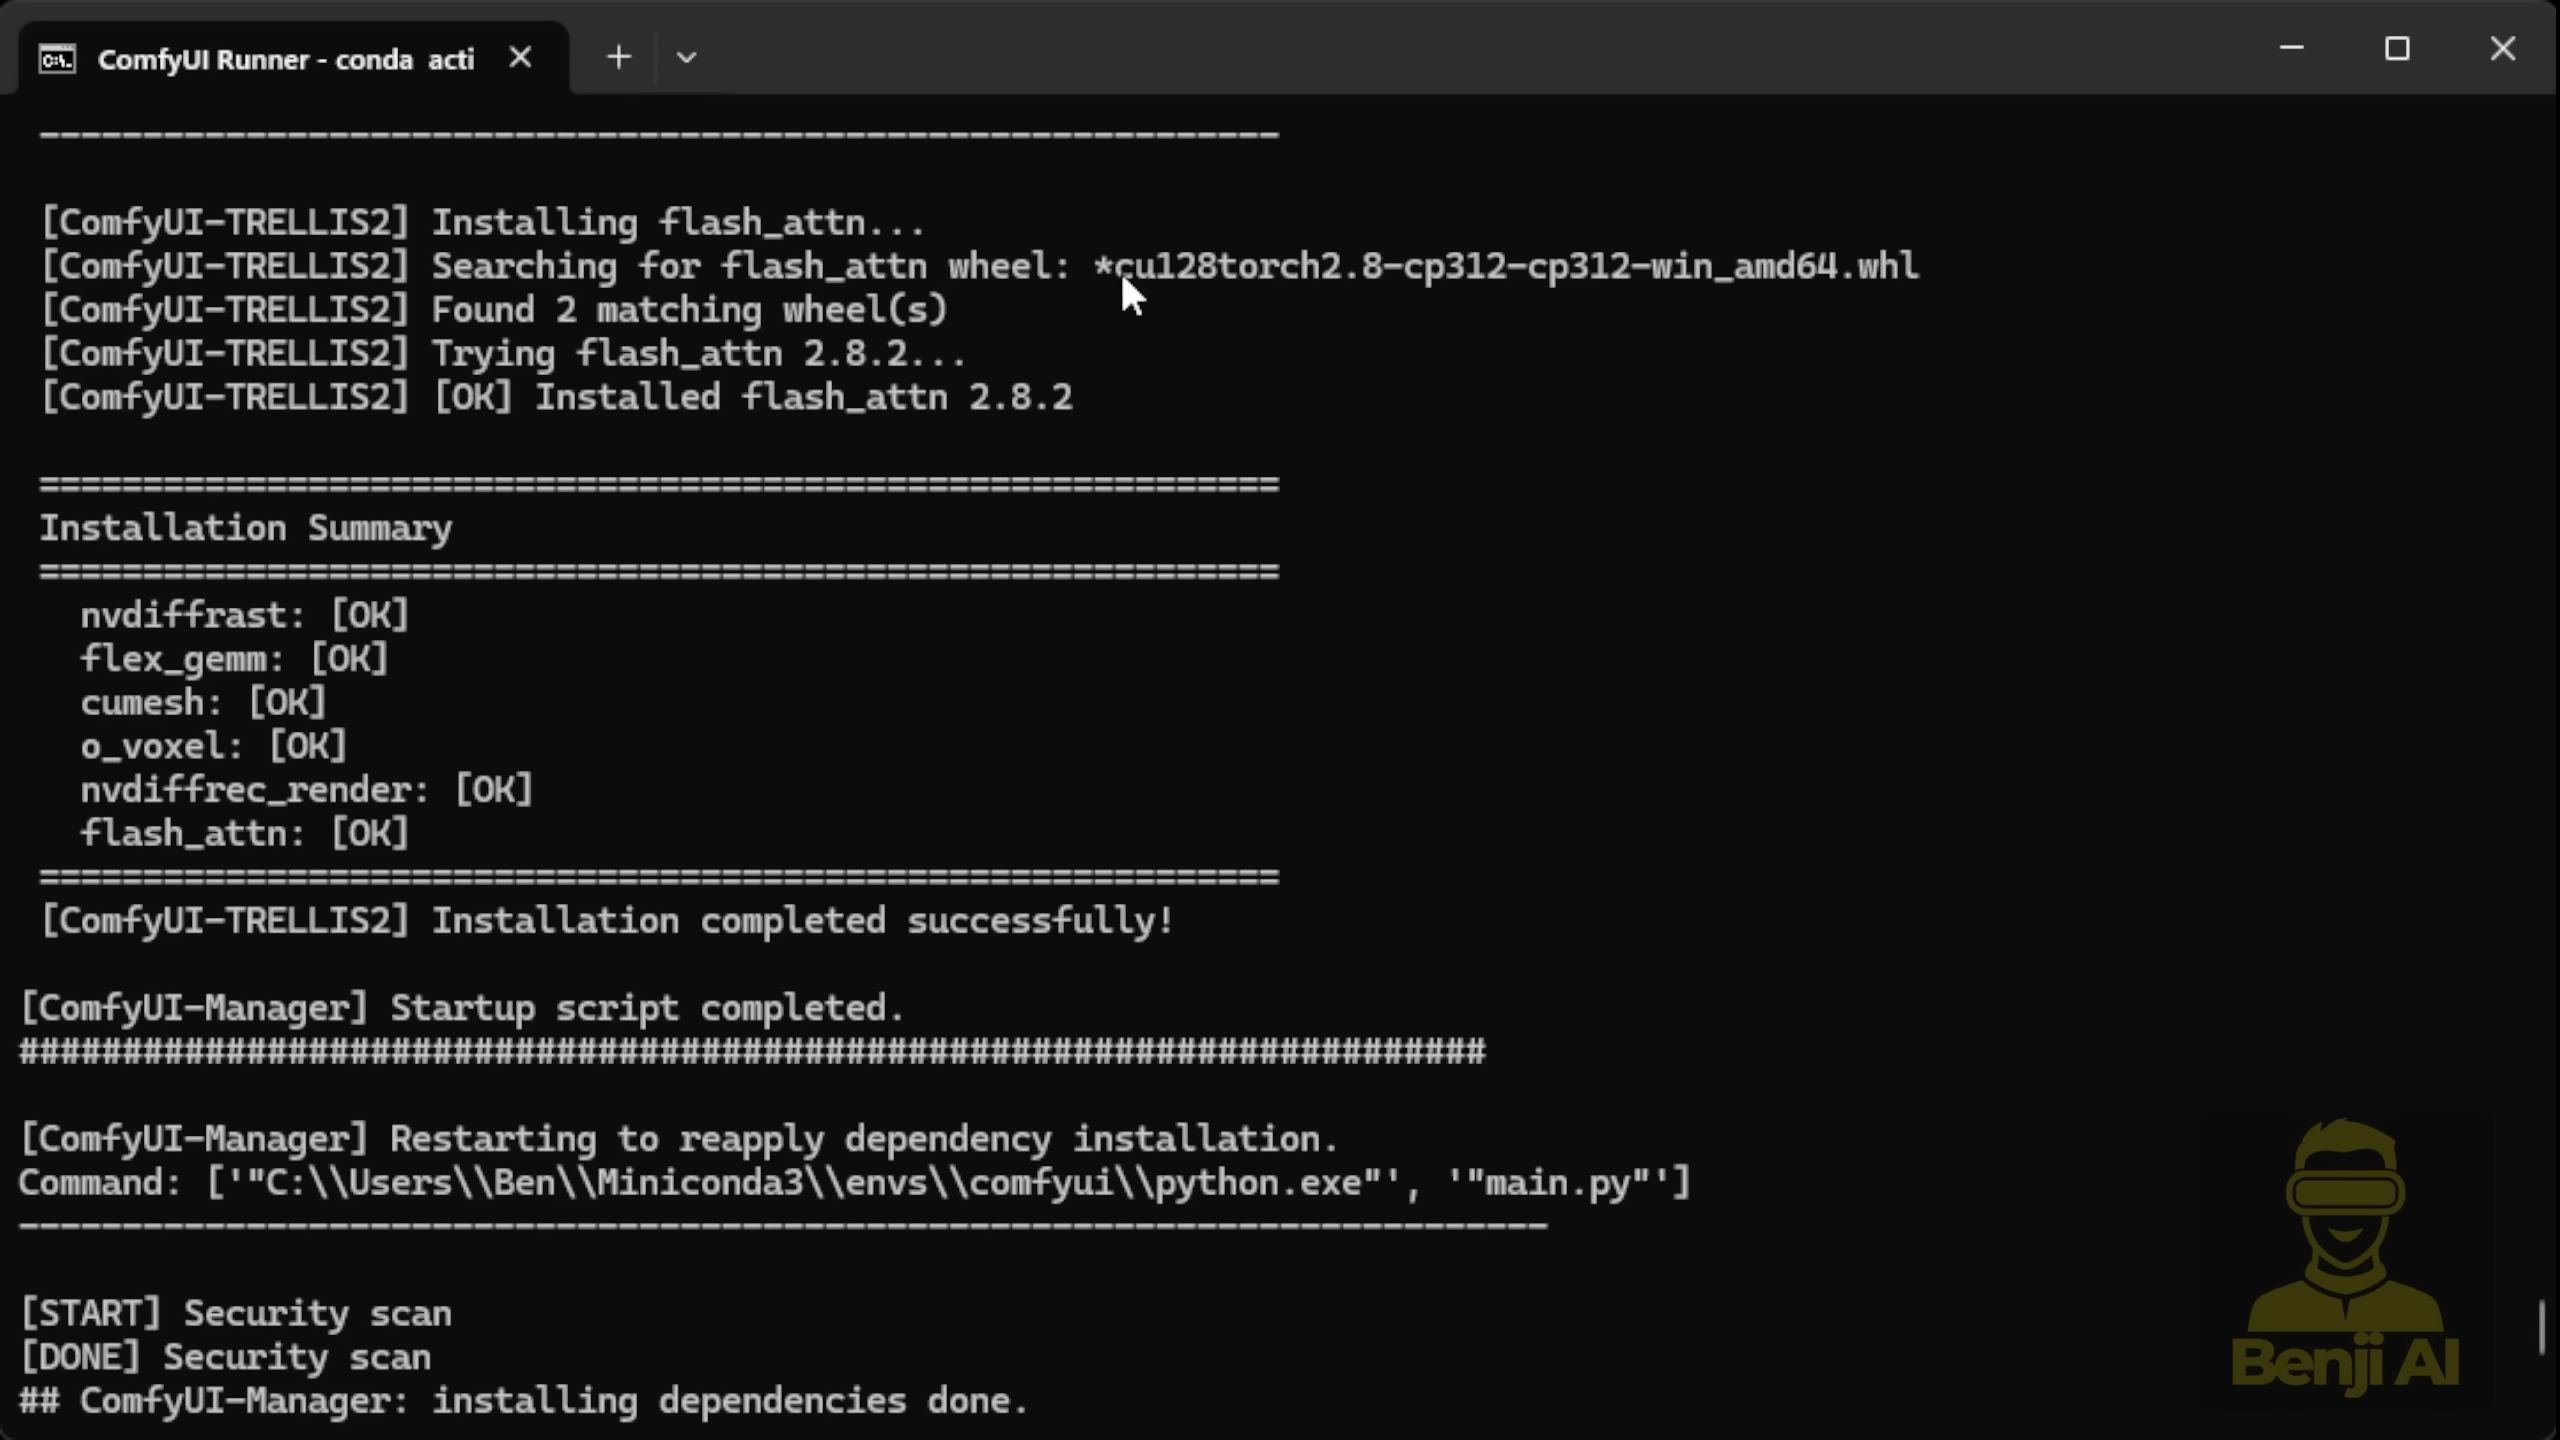 ComfyUI Runner - conda acti
------------------------------------------------------------
[ComfyUI-TRELLIS2] Installing flash_attn...
[ComfyUI-TRELLIS2] Searching for flash_attn wheel: *cu128torch2.8-cp312-cp312-win_amd64.whl
[ComfyUI-TRELLIS2] Found 2 matching wheel(s)
[ComfyUI-TRELLIS2] Trying flash_attn 2.8.2...
[ComfyUI-TRELLIS2] [OK] Installed flash_attn 2.8.2
============================================================
Installation Summary
============================================================
nvdiffrast: [OK]
flex_gemm: [OK]
cumesh: [OK]
o_voxel: [OK]
nvdiffrec_render: [OK]
flash_attn: [OK]
============================================================
[ComfyUI-TRELLIS2] Installation completed successfully!
[ComfyUI-Manager] Startup script completed.
#######################################################################
[ComfyUI-Manager] Restarting to reapply dependency installation.
Command: ['"C:\\Users\\Ben\\Miniconda3\\envs\\comfyui\\python.exe"', '"main.py"']
--------------------------------------------------------------------------
[START] Security scan
[DONE] Security scan
## ComfyUI-Manager: installing dependencies done.
Benji AI